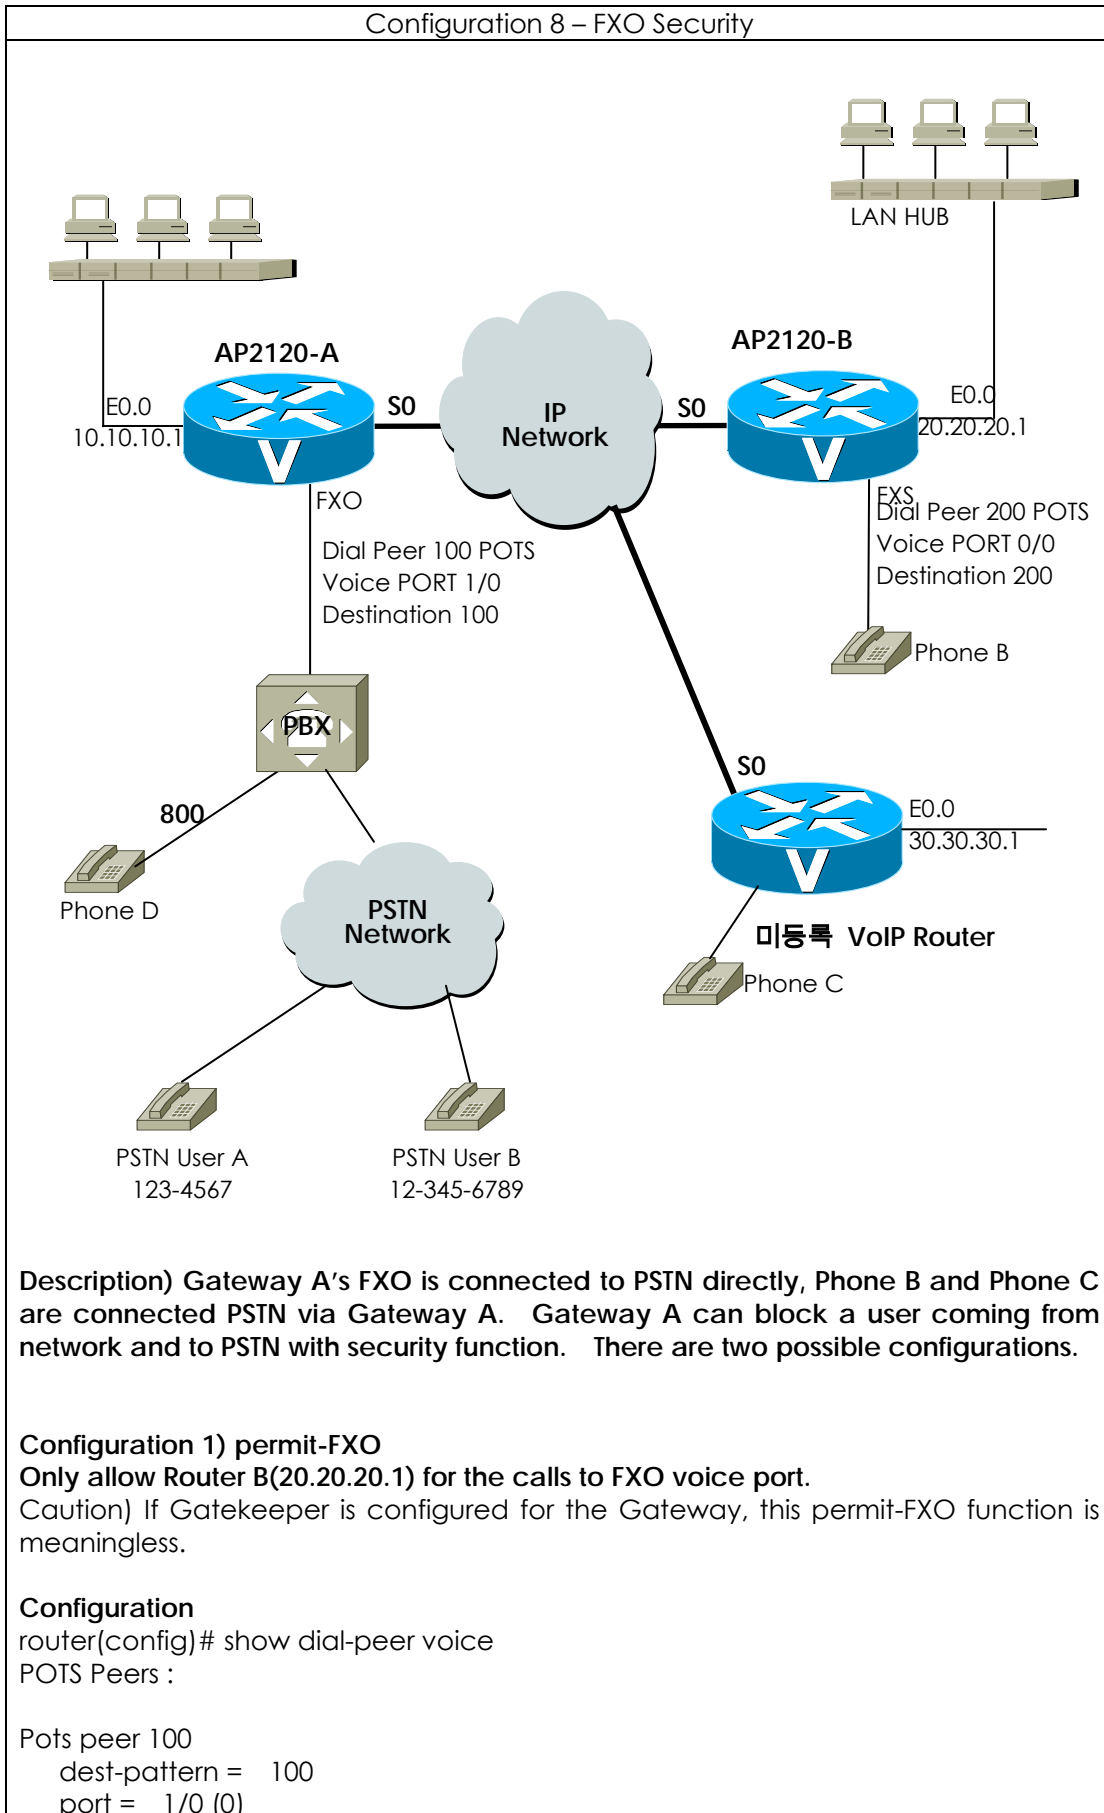 Configuration 8 – FXO Security
LAN HUB
AP2120-A
AP2120-B
E0.0
10.10.10.1
S0
IP
Network
S0
E0.0
20.20.20.1
FXO
Dial Peer 100 POTS
Voice PORT 1/0
Destination 100
FXS
Dial Peer 200 POTS
Voice PORT 0/0
Destination 200
Phone B
PBX
800
Phone D
S0
E0.0
30.30.30.1
PSTN
Network
미등록 VoIP Router
Phone C
PSTN User A
123-4567
PSTN User B
12-345-6789
Description) Gateway A's FXO is connected to PSTN directly, Phone B and Phone C
are connected PSTN via Gateway A. Gateway A can block a user coming from
network and to PSTN with security function. There are two possible configurations.
Configuration 1) permit-FXO
Only allow Router B(20.20.20.1) for the calls to FXO voice port.
Caution) If Gatekeeper is configured for the Gateway, this permit-FXO function is
meaningless.
Configuration
router(config)# show dial-peer voice
POTS Peers :
Pots peer 100
dest-pattern = 100
port = 1/0 (0)